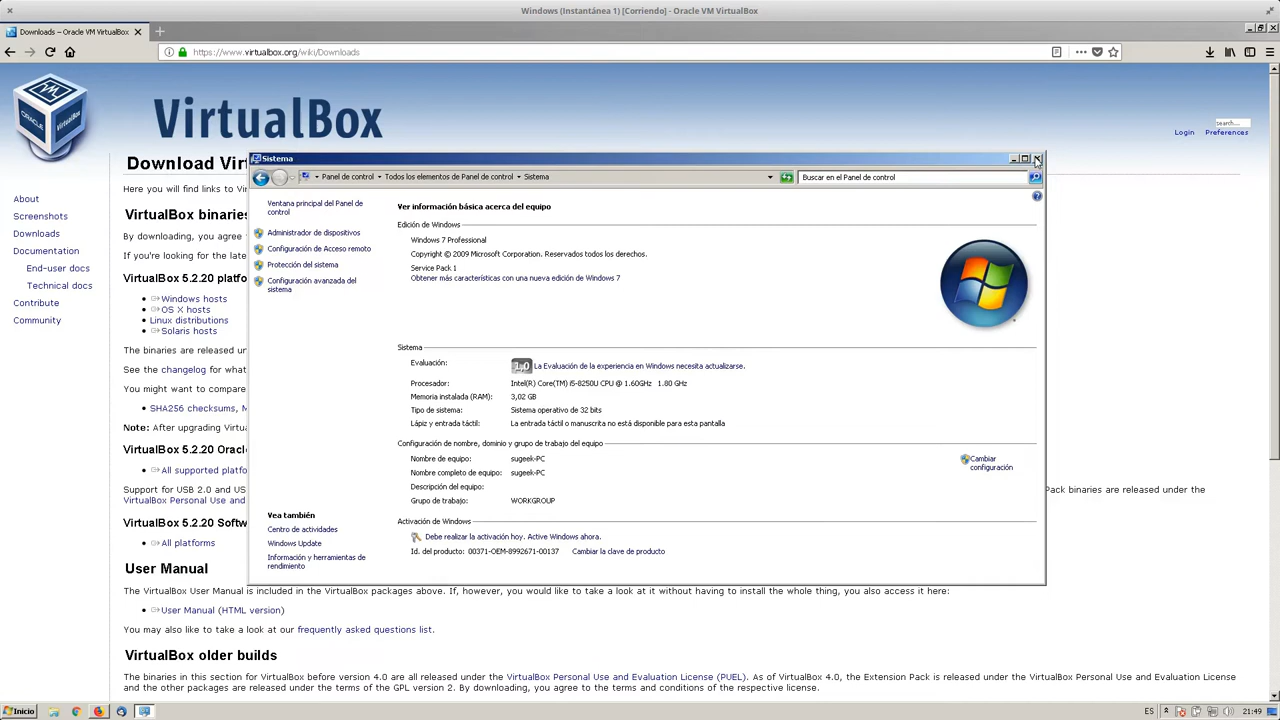 Windows (Instantánea 1) [Corriendo] - Oracle VM VirtualBox
Downloads – Oracle VM VirtualBox
https://www.virtualbox.org/wiki/Downloads
ORACLE
VirtualBox
VirtualBox
search...
Login Preferences
About
Screenshots
Downloads
Documentation
End-user docs
Technical docs
Contribute
Community
Download Vir
Here you will find links to Vi
VirtualBox binaries
By downloading, you agree
If you're looking for the late
VirtualBox 5.2.20 platfo
Windows hosts
OS X hosts
Linux distributions
Solaris hosts
The binaries are released un
See the changelog for what
You might want to compare
SHA256 checksums, M
Note: After upgrading Virtua
VirtualBox 5.2.20 Oracl
All supported platfo
Support for USB 2.0 and US
Pack binaries are released under the
VirtualBox Personal Use and
VirtualBox 5.2.20 Softw
All platforms
User Manual
The VirtualBox User Manual is included in the VirtualBox packages above. If, however, you would like to take a look at it without having to install the whole thing, you also access it here:
User Manual (HTML version)
You may also like to take a look at our frequently asked questions list.
VirtualBox older builds
The binaries in this section for VirtualBox before version 4.0 are all released under the VirtualBox Personal Use and Evaluation License (PUEL). As of VirtualBox 4.0, the Extension Pack is released under the VirtualBox Personal Use and Evaluation License
and the other packages are released under the terms of the GPL version 2. By downloading, you agree to the terms and conditions of the respective license.
Sistema
Panel de control Todos los elementos de Panel de control Sistema
Buscar en el Panel de control
Ventana principal del Panel de
control
Administrador de dispositivos
Configuración de Acceso remoto
Protección del sistema
Configuración avanzada del
sistema
Vea también
Centro de actividades
Windows Update
Información y herramientas de
rendimiento
Ver información básica acerca del equipo
Edición de Windows
Windows 7 Professional
Copyright © 2009 Microsoft Corporation. Reservados todos los derechos.
Service Pack 1
Obtener más características con una nueva edición de Windows 7
Sistema
Evaluación: 1,0 La Evaluación de la experiencia en Windows necesita actualizarse.
Procesador: Intel(R) Core(TM) i5-8250U CPU @ 1.60GHz 1.80 GHz
Memoria instalada (RAM): 3,02 GB
Tipo de sistema: Sistema operativo de 32 bits
Lápiz y entrada táctil: La entrada táctil o manuscrita no está disponible para esta pantalla
Configuración de nombre, dominio y grupo de trabajo del equipo
Nombre de equipo: sugeek-PC
Cambiar
configuración
Nombre completo de equipo: sugeek-PC
Descripción del equipo:
Grupo de trabajo: WORKGROUP
Activación de Windows
Debe realizar la activación hoy. Active Windows ahora.
Id. del producto: 00371-OEM-8992671-00137 Cambiar la clave de producto
Inicio
ES 21:49